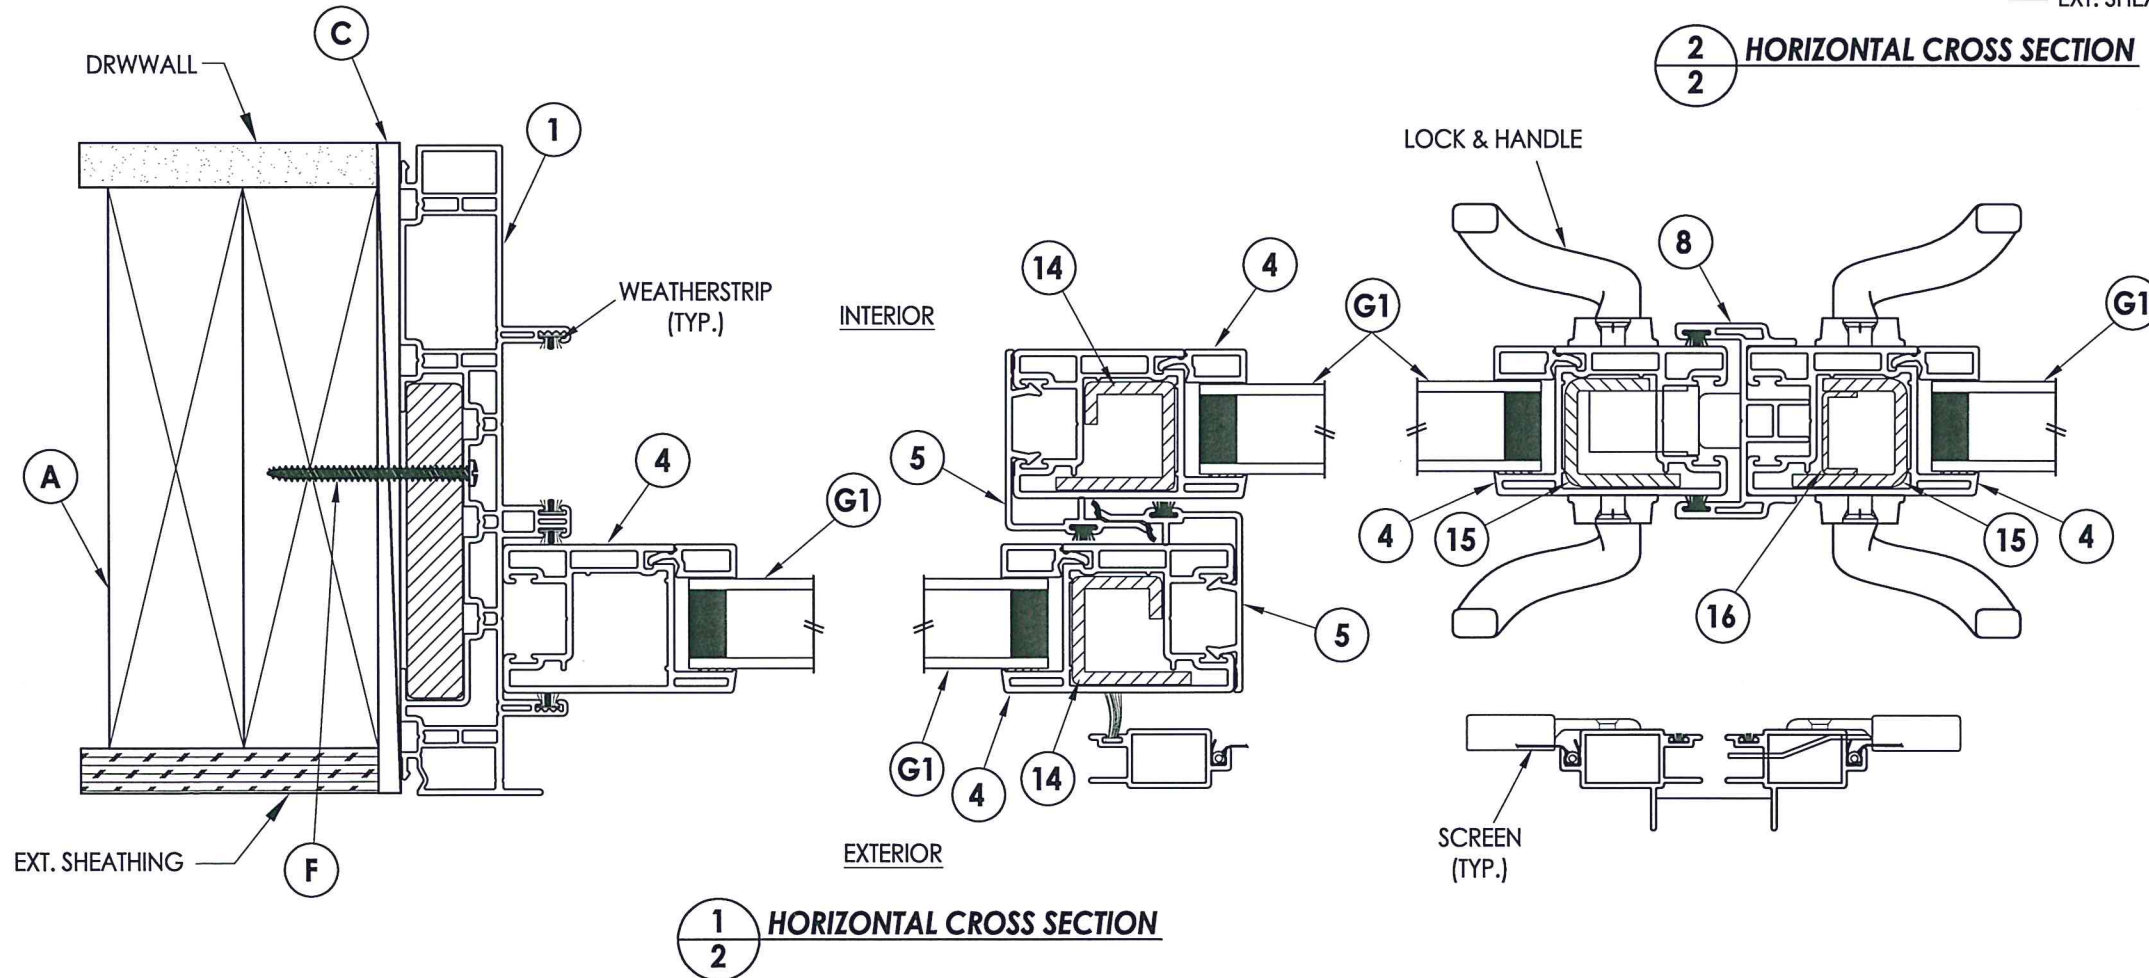 EXT. SHEA
2
2
HORIZONTAL CROSS SECTION
C
DRWWALL
1
LOCK & HANDLE
8
14
4
G1
G1
WEATHERSTRIP
(TYP.)
INTERIOR
5
4
A
G1
4
15
15
4
16
5
G1
4
14
SCREEN
(TYP.)
EXT. SHEATHING
F
EXTERIOR
1
2
HORIZONTAL CROSS SECTION